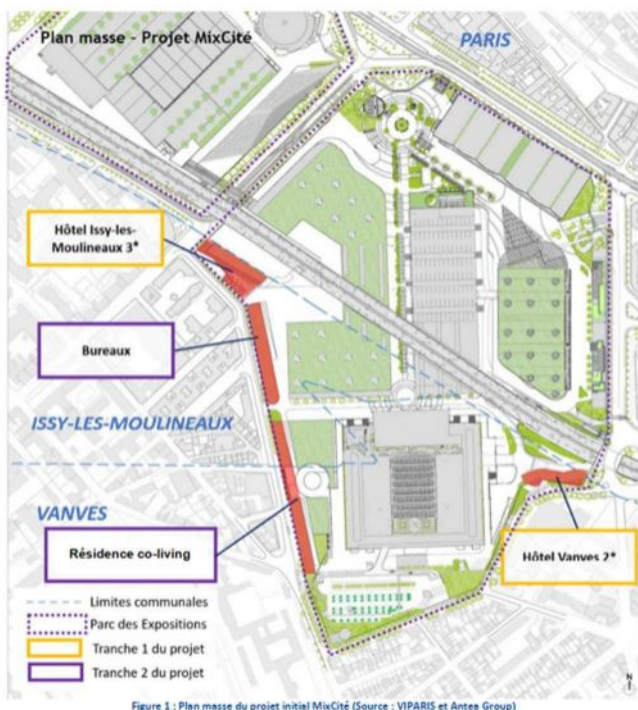 Plan masse - Projet MixCité
PARIS
Hôtel Issy-les-
Moulineaux 3*
Bureaux
ISSY-LES-MOULINEAUX
VANVES
Résidence co-living
Hôtel Vanves 2*
Limites communales
Parc des Expositions
Tranche 1 du projet
Tranche 2 du projet
N
Figure 1 : Plan masse du projet initial MixCité (Source : VIPARIS et Antea Group)